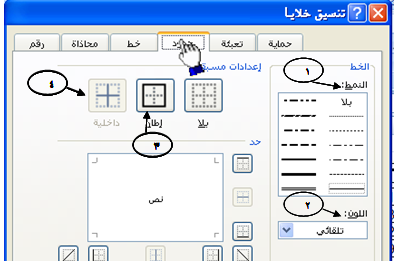 تنسيق خلايا
رقم محاذاة خط حدود تعبئة حماية
الخط
١
النمط:
بلا
٢
اللون:
تلقائي
إعدادات مسبقة
بلا إطار داخلية
٤
٣
حد
نص